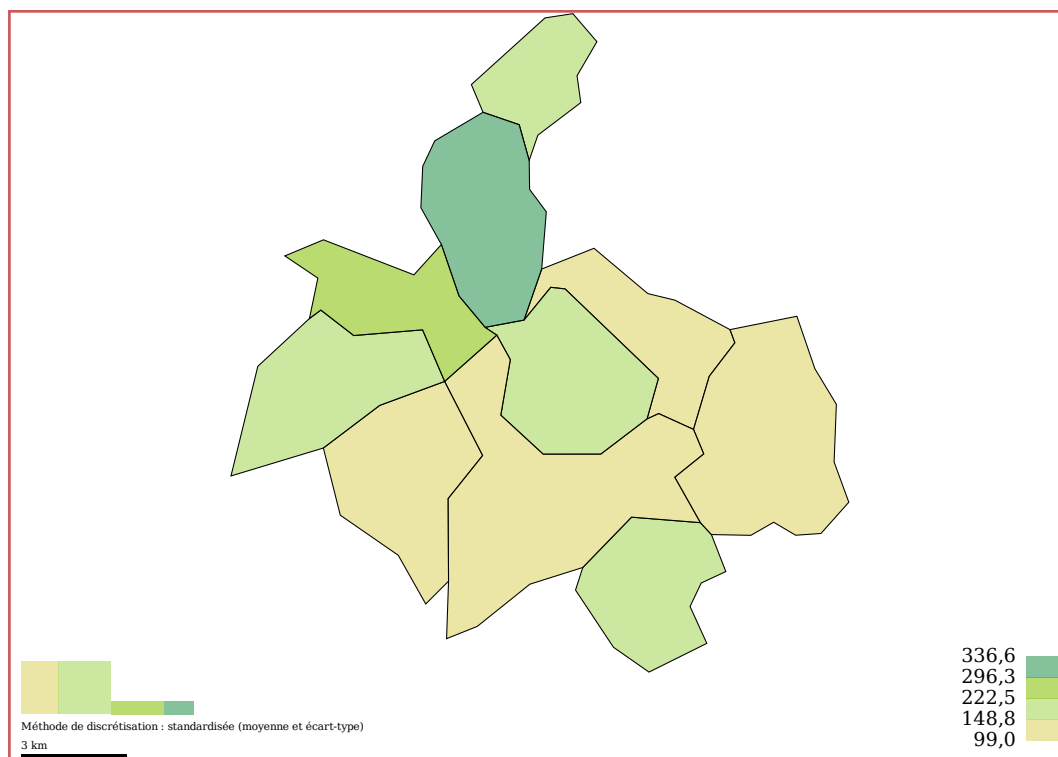 336,6
296,3
222,5
148,8
99,0
Méthode de discrétisation : standardisée (moyenne et écart-type)
3 km